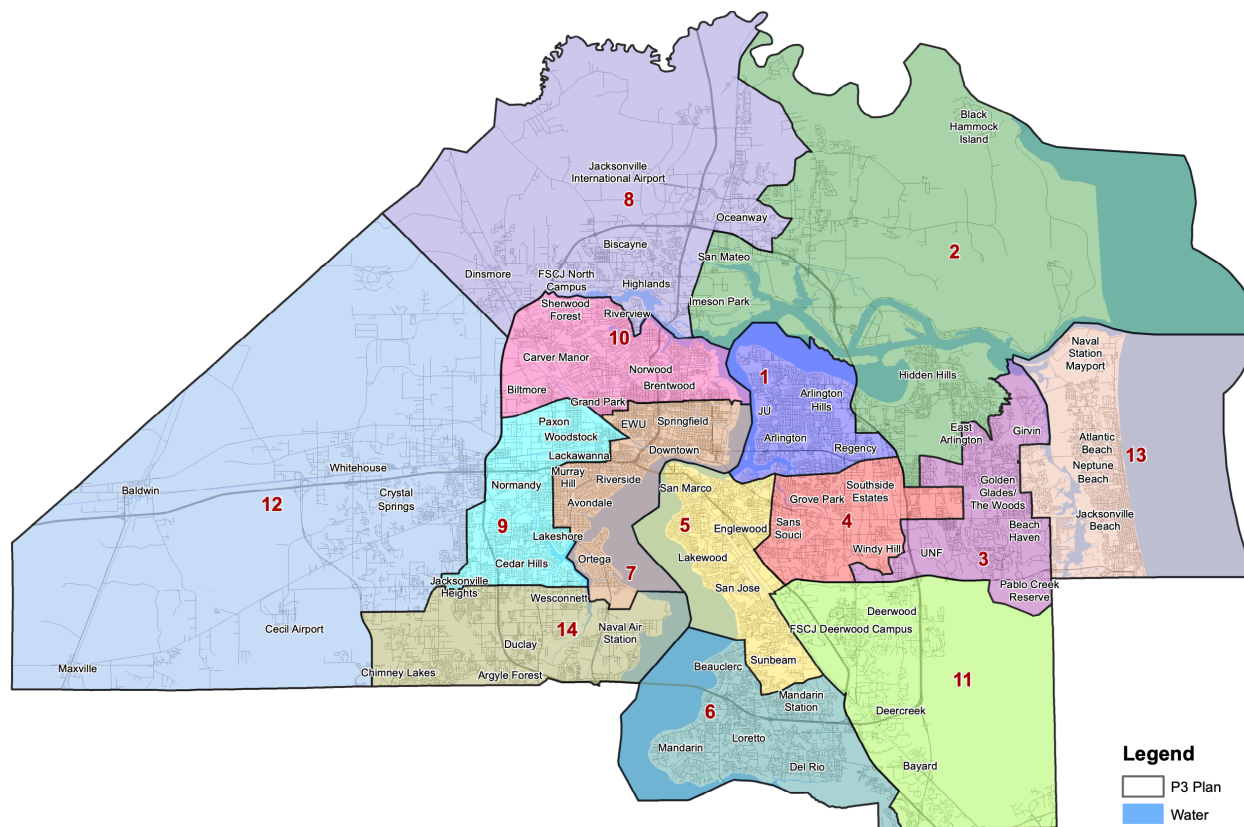 Black
Hammock
Island
Jacksonville
International Airport
8
Oceanway
Biscayne
2
San Mateo
Dinsmore
FSCJ North
Campus
Highlands
Imeson Park
Sherwood
Forest
Riverview
10
Naval
Station
Mayport
Carver Manor
Norwood
Brentwood
1
Hidden Hills
Biltmore
Arlington
Hills
Grand Park
JU
Paxon
EWU
Springfield
Woodstock
Arlington
East
Arlington
Girvin
Atlantic
Beach
13
Lackawanna
Downtown
Regency
Neptune
Beach
Whitehouse
Murray
Hill
Riverside
Baldwin
Crystal
Springs
12
Normandy
San Marco
Southside
Estates
Grove Park
Golden
Glades/
The Woods
Avondale
9
5
Englewood
Sans
Souci
4
Jacksonville
Beach
Beach
Haven
Lakeshore
Lakewood
Windy Hill
UNF
3
Cedar Hills
Ortega
7
Jacksonville
Heights
San Jose
Pablo Creek
Reserve
Wesconnett
Deerwood
Cecil Airport
14
Naval Air
Station
FSCJ Deerwood Campus
Duclay
Maxville
Chimney Lakes
Argyle Forest
Beauclerc
Sunbeam
11
Mandarin
Station
6
Deercreek
Loretto
Mandarin
Del Rio
Bayard
Legend
P3 Plan
Water